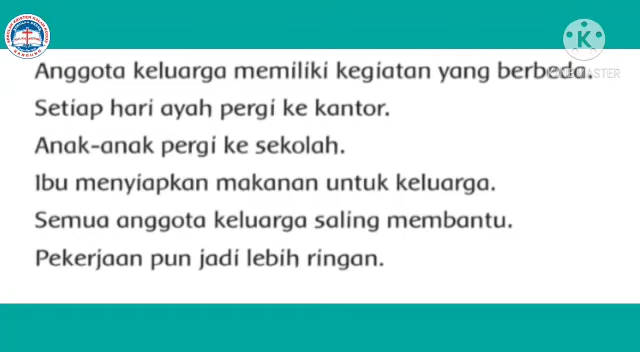 Anggota keluarga memiliki kegiatan yang berbeda.
Setiap hari ayah pergi ke kantor.
Anak-anak pergi ke sekolah.
Ibu menyiapkan makanan untuk keluarga.
Semua anggota keluarga saling membantu.
Pekerjaan pun jadi lebih ringan.